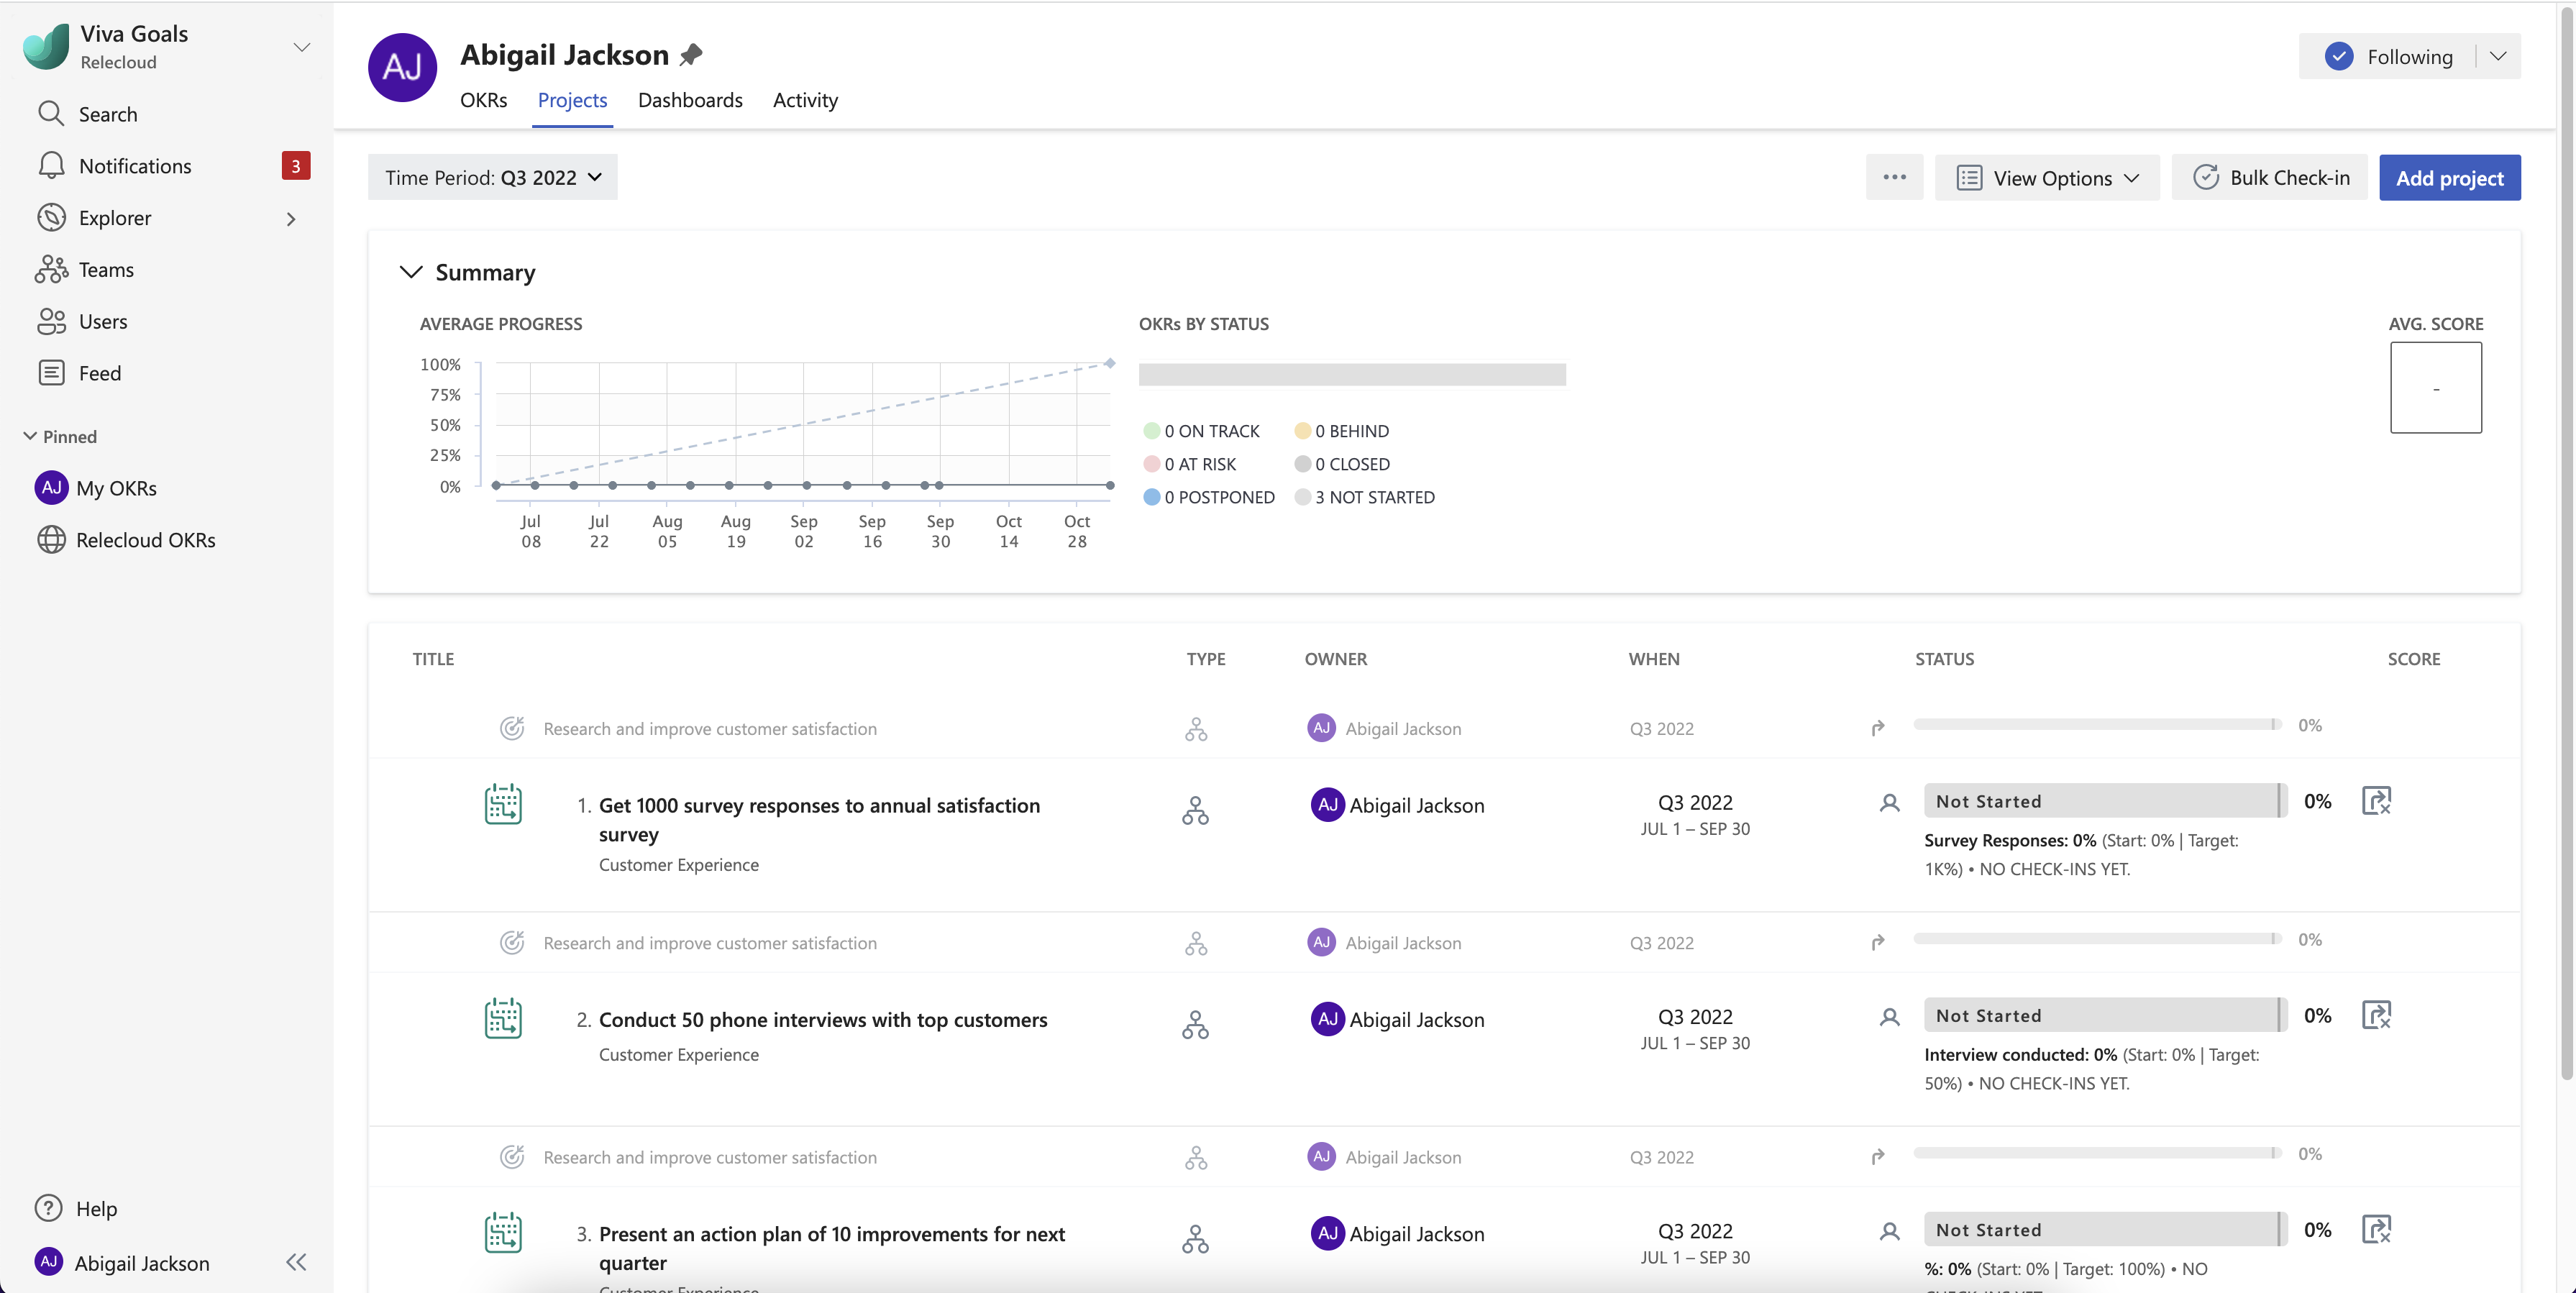 Viva Goals
Relecloud
Search
Notifications
3
Explorer
Teams
Users
Feed
Pinned
AJ My OKRs
Relecloud OKRs
Help
AJ Abigail Jackson
AJ Abigail Jackson
OKRs Projects Dashboards Activity
Following
Time Period: Q3 2022
View Options
Bulk Check-in
Add project
Summary
AVERAGE PROGRESS
100%
75%
50%
25%
0%
Jul 08
Jul 22
Aug 05
Aug 19
Sep 02
Sep 16
Sep 30
Oct 14
Oct 28
OKRs BY STATUS
0 ON TRACK
0 BEHIND
0 AT RISK
0 CLOSED
0 POSTPONED
3 NOT STARTED
AVG. SCORE
-
TITLE TYPE OWNER WHEN STATUS SCORE
Research and improve customer satisfaction AJ Abigail Jackson Q3 2022 0%
1. Get 1000 survey responses to annual satisfaction
survey
Customer Experience
AJ Abigail Jackson
Q3 2022
JUL 1 – SEP 30
Not Started 0%
Survey Responses: 0% (Start: 0% | Target:
1K%) • NO CHECK-INS YET.
Research and improve customer satisfaction AJ Abigail Jackson Q3 2022 0%
2. Conduct 50 phone interviews with top customers
Customer Experience
AJ Abigail Jackson
Q3 2022
JUL 1 – SEP 30
Not Started 0%
Interview conducted: 0% (Start: 0% | Target:
50%) • NO CHECK-INS YET.
Research and improve customer satisfaction AJ Abigail Jackson Q3 2022 0%
3. Present an action plan of 10 improvements for next
quarter
Customer Experience
AJ Abigail Jackson
Q3 2022
JUL 1 – SEP 30
Not Started 0%
%: 0% (Start: 0% | Target: 100%) • NO